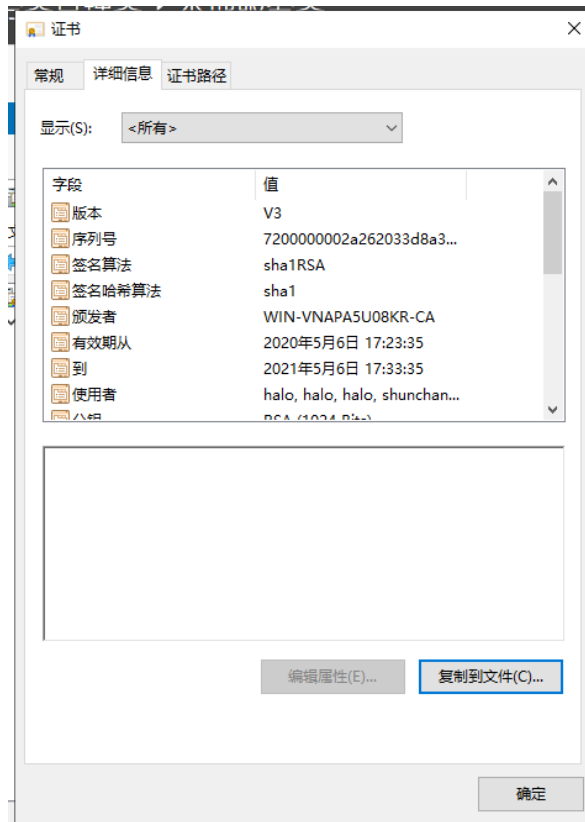 证书
常规 详细信息 证书路径
显示(S): <所有>
字段 值
版本 V3
序列号 7200000002a262033d8a3...
签名算法 sha1RSA
签名哈希算法 sha1
颁发者 WIN-VNAPA5U08KR-CA
有效期从 2020年5月6日 17:23:35
到 2021年5月6日 17:33:35
使用者 halo, halo, halo, shunchan...
RSA (1024 Bits)
编辑属性(E)... 复制到文件(C)...
确定